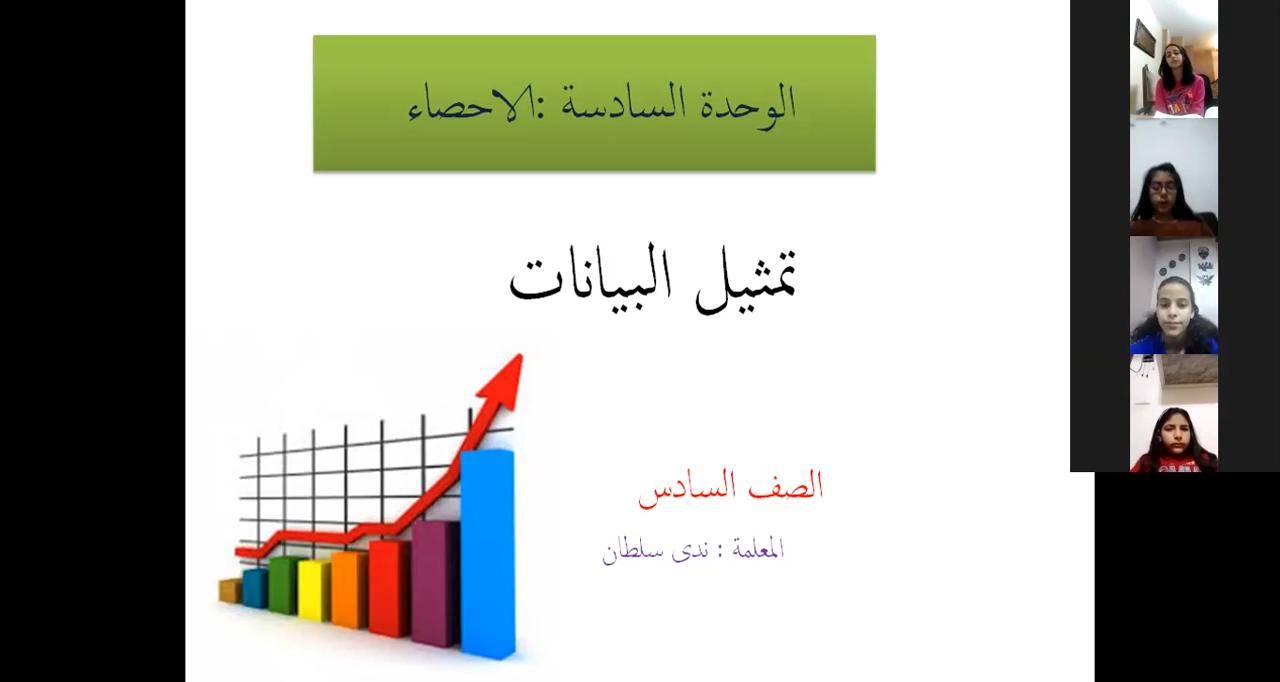 الوحدة السادسة :الاحصاء
تمثيل البيانات
الصف السادس
المعلمة : ندى سلطان